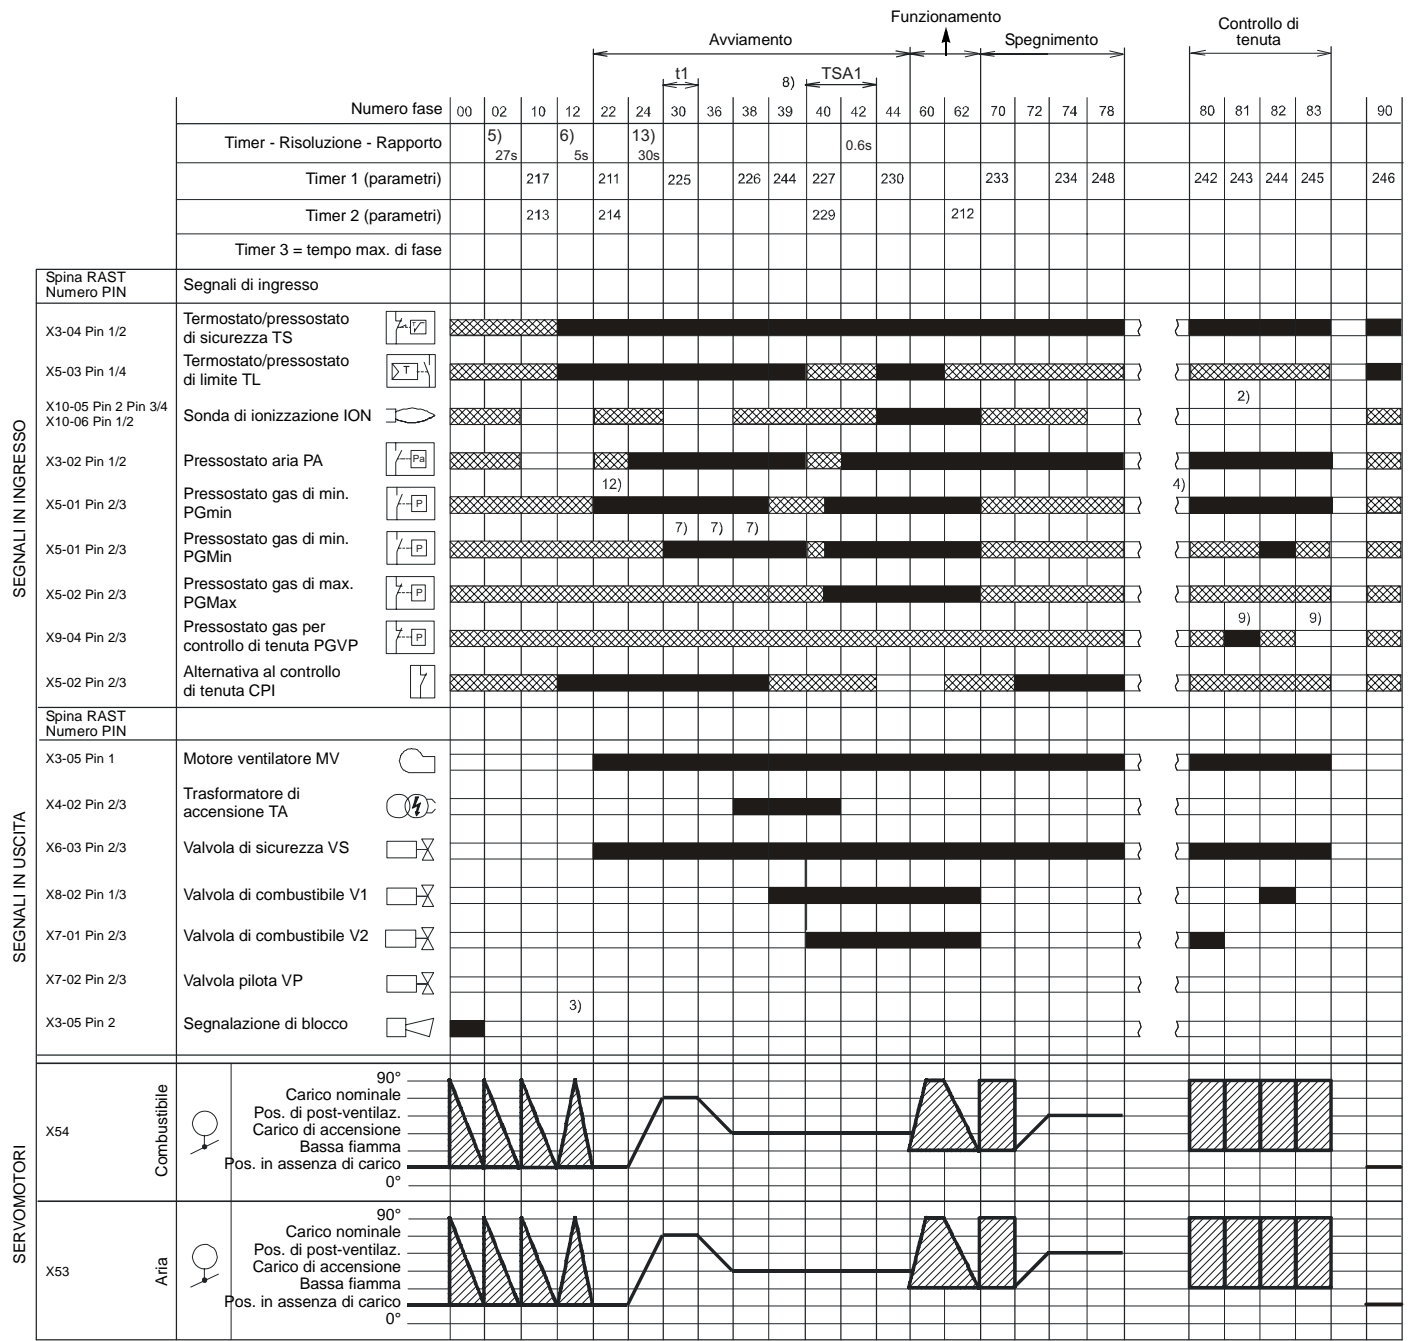 Funzionamento
Avviamento Spegnimento Controllo di
tenuta
t1 8) TSA1
Numero fase 00 02 10 12 22 24 30 36 38 39 40 42 44 60 62 70 72 74 78 80 81 82 83 90
Timer - Risoluzione - Rapporto 5) 27s 6) 5s 13) 30s 0.6s
Timer 1 (parametri) 217 211 225 226 244 227 230 233 234 248 242 243 244 245 246
Timer 2 (parametri) 213 214 229 212
Timer 3 = tempo max. di fase
SEGNALI IN INGRESSO
Spina RAST
Numero PIN
Segnali di ingresso
X3-04 Pin 1/2
Termostato/pressostato
di sicurezza TS
X5-03 Pin 1/4
Termostato/pressostato
di limite TL
T
2)
X10-05 Pin 2 Pin 3/4
X10-06 Pin 1/2
Sonda di ionizzazione ION
X3-02 Pin 1/2
Pressostato aria PA
Pa
12) 4)
X5-01 Pin 2/3
Pressostato gas di min.
PGmin
P
7) 7) 7)
X5-01 Pin 2/3
Pressostato gas di min.
PGMin
P
X5-02 Pin 2/3
Pressostato gas di max.
PGMax
P
9) 9)
X9-04 Pin 2/3
Pressostato gas per
controllo di tenuta PGVP
P
X5-02 Pin 2/3
Alternativa al controllo
di tenuta CPI
SEGNALI IN USCITA
Spina RAST
Numero PIN
X3-05 Pin 1
Motore ventilatore MV
X4-02 Pin 2/3
Trasformatore di
accensione TA
X6-03 Pin 2/3
Valvola di sicurezza VS
X8-02 Pin 1/3
Valvola di combustibile V1
X7-01 Pin 2/3
Valvola di combustibile V2
X7-02 Pin 2/3
Valvola pilota VP
3)
X3-05 Pin 2
Segnalazione di blocco
SERVOMOTORI
X54
Combustibile
90°
Carico nominale
Pos. di post-ventilaz.
Carico di accensione
Bassa fiamma
Pos. in assenza di carico
0°
X53
Aria
90°
Carico nominale
Pos. di post-ventilaz.
Carico di accensione
Bassa fiamma
Pos. in assenza di carico
0°